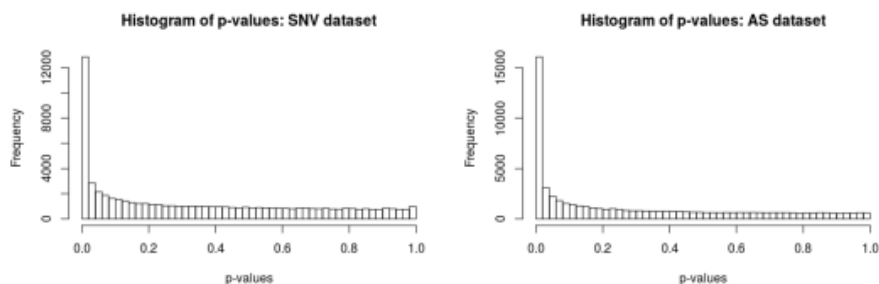 Histogram of p-values: SNV dataset
Frequency
12000
8000
4000
0
0.0 0.2 0.4 0.6 0.8 1.0
p-values
Histogram of p-values: AS dataset
Frequency
15000
10000
5000
0
0.0 0.2 0.4 0.6 0.8 1.0
p-values